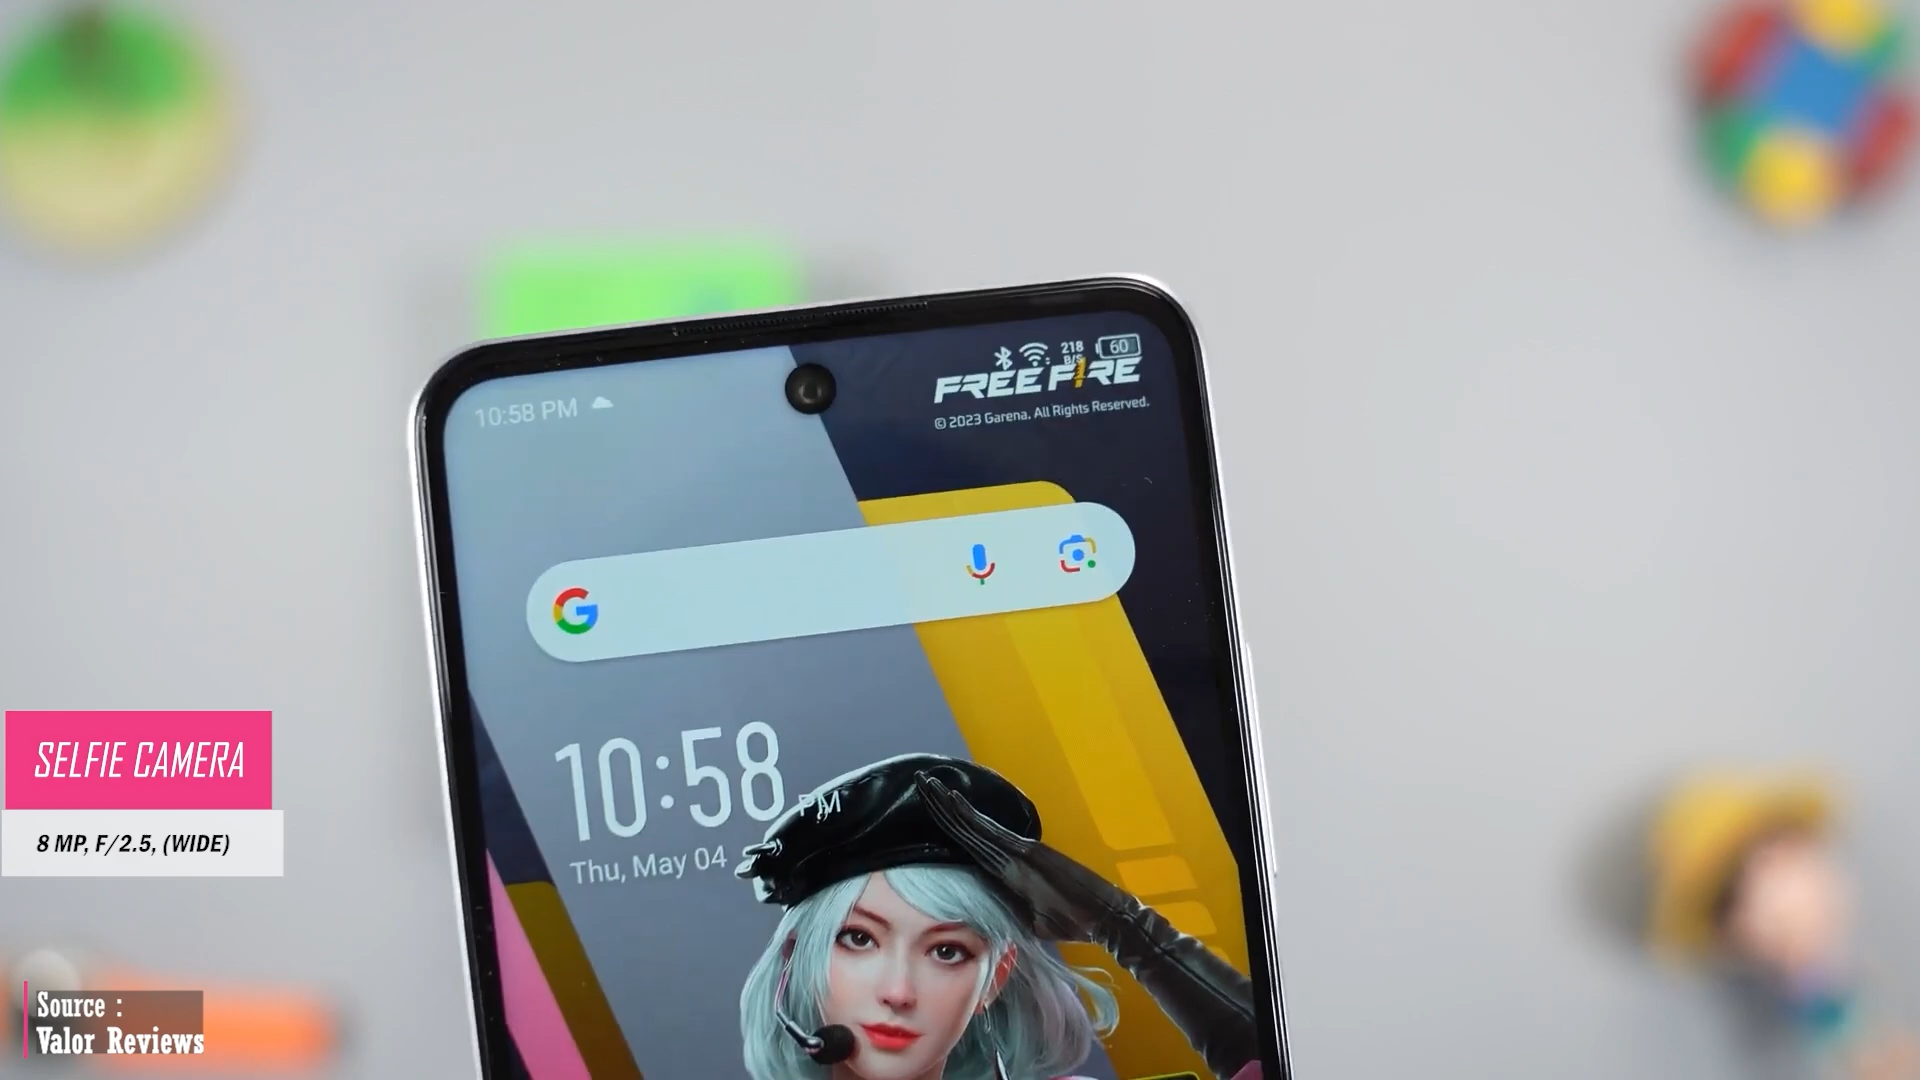 10:58 PM
218
B/S
60
FREE FIRE
© 2023 Garena. All Rights Reserved.
G
10:58
PM
Thu, May 04
SELFIE CAMERA
8 MP, F/2.5, (WIDE)
Source :
Valor Reviews